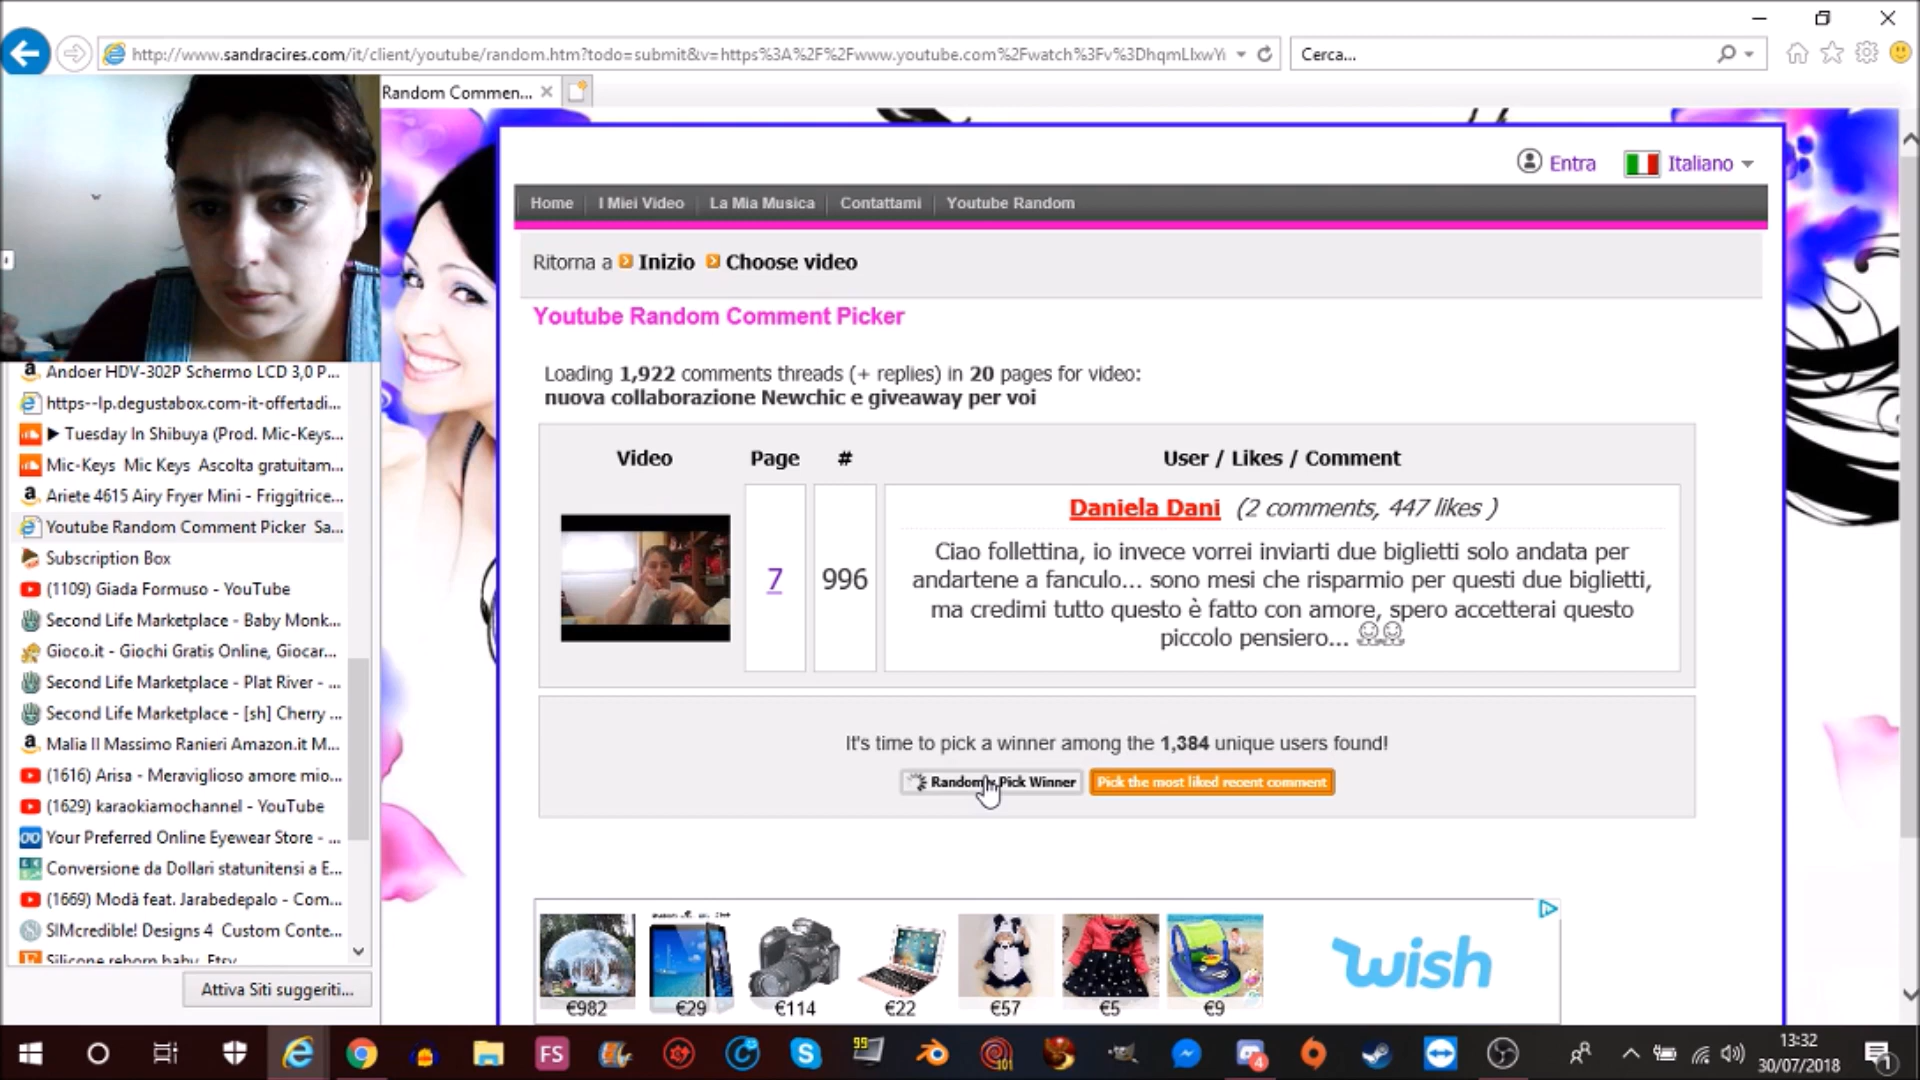 http://www.sandracires.com/it/client/youtube/random.htm?todo=submit&v=https%3A%2F%2Fwww.youtube.com%2Fwatch%3Fv%3DhqmLIxwYi
Cerca...
Random Commen...
Entra
Italiano
Home
I Miei Video
La Mia Musica
Contattami
Youtube Random
Ritorna a Inizio Choose video
Youtube Random Comment Picker
Loading 1,922 comments threads (+ replies) in 20 pages for video:
nuova collaborazione Newchic e giveaway per voi
Video
Page
#
User / Likes / Comment
7
996
Daniela Dani (2 comments, 447 likes )
Ciao follettina, io invece vorrei inviarti due biglietti solo andata per
andartene a fanculo... sono mesi che risparmio per questi due biglietti,
ma credimi tutto questo è fatto con amore, spero accetterai questo
piccolo pensiero...
It's time to pick a winner among the 1,384 unique users found!
Randomly Pick Winner
Pick the most liked recent comment
€982
€29
€114
€22
€57
€5
€9
wish
Andoer HDV-302P Schermo LCD 3,0 P...
https--lp.degustabox.com-it-offertadi...
▶ Tuesday In Shibuya (Prod. Mic-Keys...
Mic-Keys Mic Keys Ascolta gratuitam...
Ariete 4615 Airy Fryer Mini - Friggitrice...
Youtube Random Comment Picker Sa...
Subscription Box
(1109) Giada Formuso - YouTube
Second Life Marketplace - Baby Monk...
Gioco.it - Giochi Gratis Online, Giocar...
Second Life Marketplace - Plat River - ...
Second Life Marketplace - [sh] Cherry ...
Malia Il Massimo Ranieri Amazon.it M...
(1616) Arisa - Meraviglioso amore mio...
(1629) karaokiamochannel - YouTube
Your Preferred Online Eyewear Store - ...
Conversione da Dollari statunitensi a E...
(1669) Modà feat. Jarabedepalo - Com...
SIMcredible! Designs 4 Custom Conte...
Silicone reborn baby Etsy
Attiva Siti suggeriti...
FS
99
101
4
13:32
30/07/2018
1